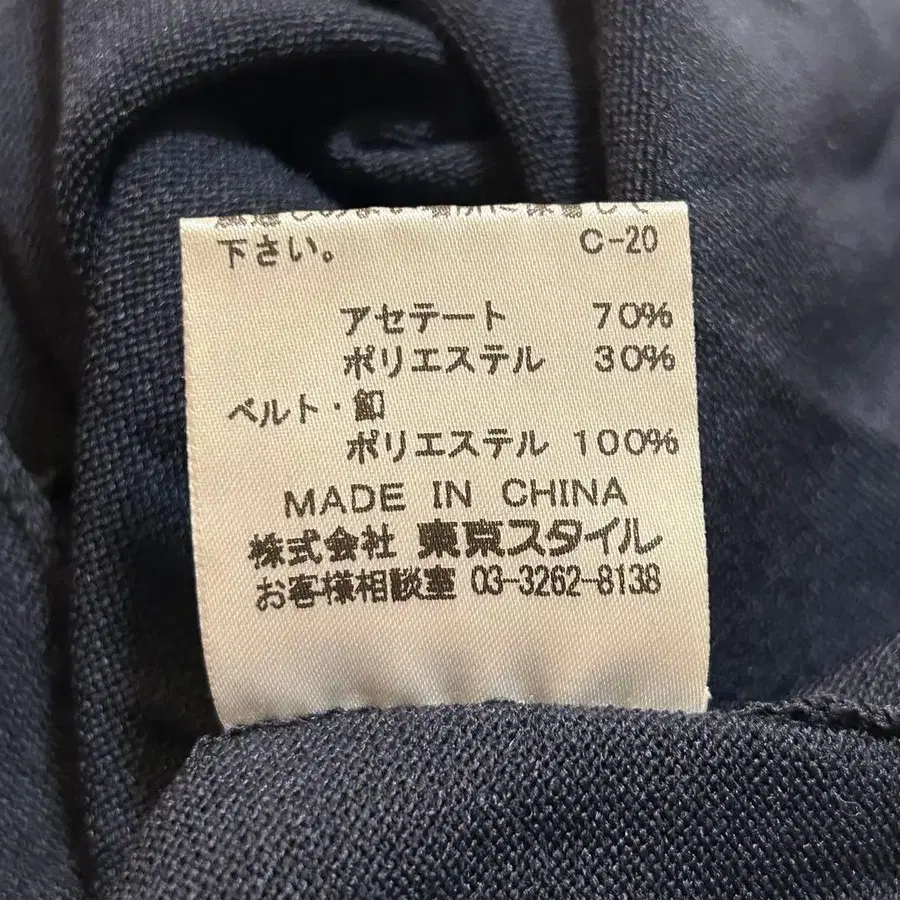 下さい。 C-20
アセテート 70%
ポリエステル 30%
ベルト・釦
ポリエステル 100%
MADE IN CHINA
株式会社 東京スタイル
お客様相談室 03-3262-8138